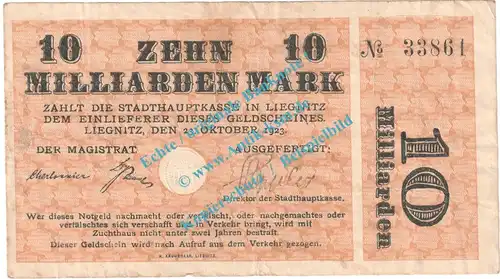 10 ZEHN 10
MILLIARDEN MARK
ZAHLT DIE STADTHAUPTKASSE IN LIEGNITZ
DEM EINLIEFERER DIESES GELDSCHEINES.
LIEGNITZ, DEN 24. OKTOBER 1923.
DER MAGISTRAT AUSGEFERTIGT:
Direktor der Stadthauptkasse.
Wer dieses Notgeld nachmacht oder verfälscht, oder nachgemachtes oder
verfälschtes sich verschafft und in Verkehr bringt, wird mit
Zuchthaus nicht unter zwei Jahren bestraft.
Dieser Geldschein wird nach Aufruf aus dem Verkehr gezogen.
LIEGNITZ.
№ 33861
10
Milliarden
Echte
Beispielbild